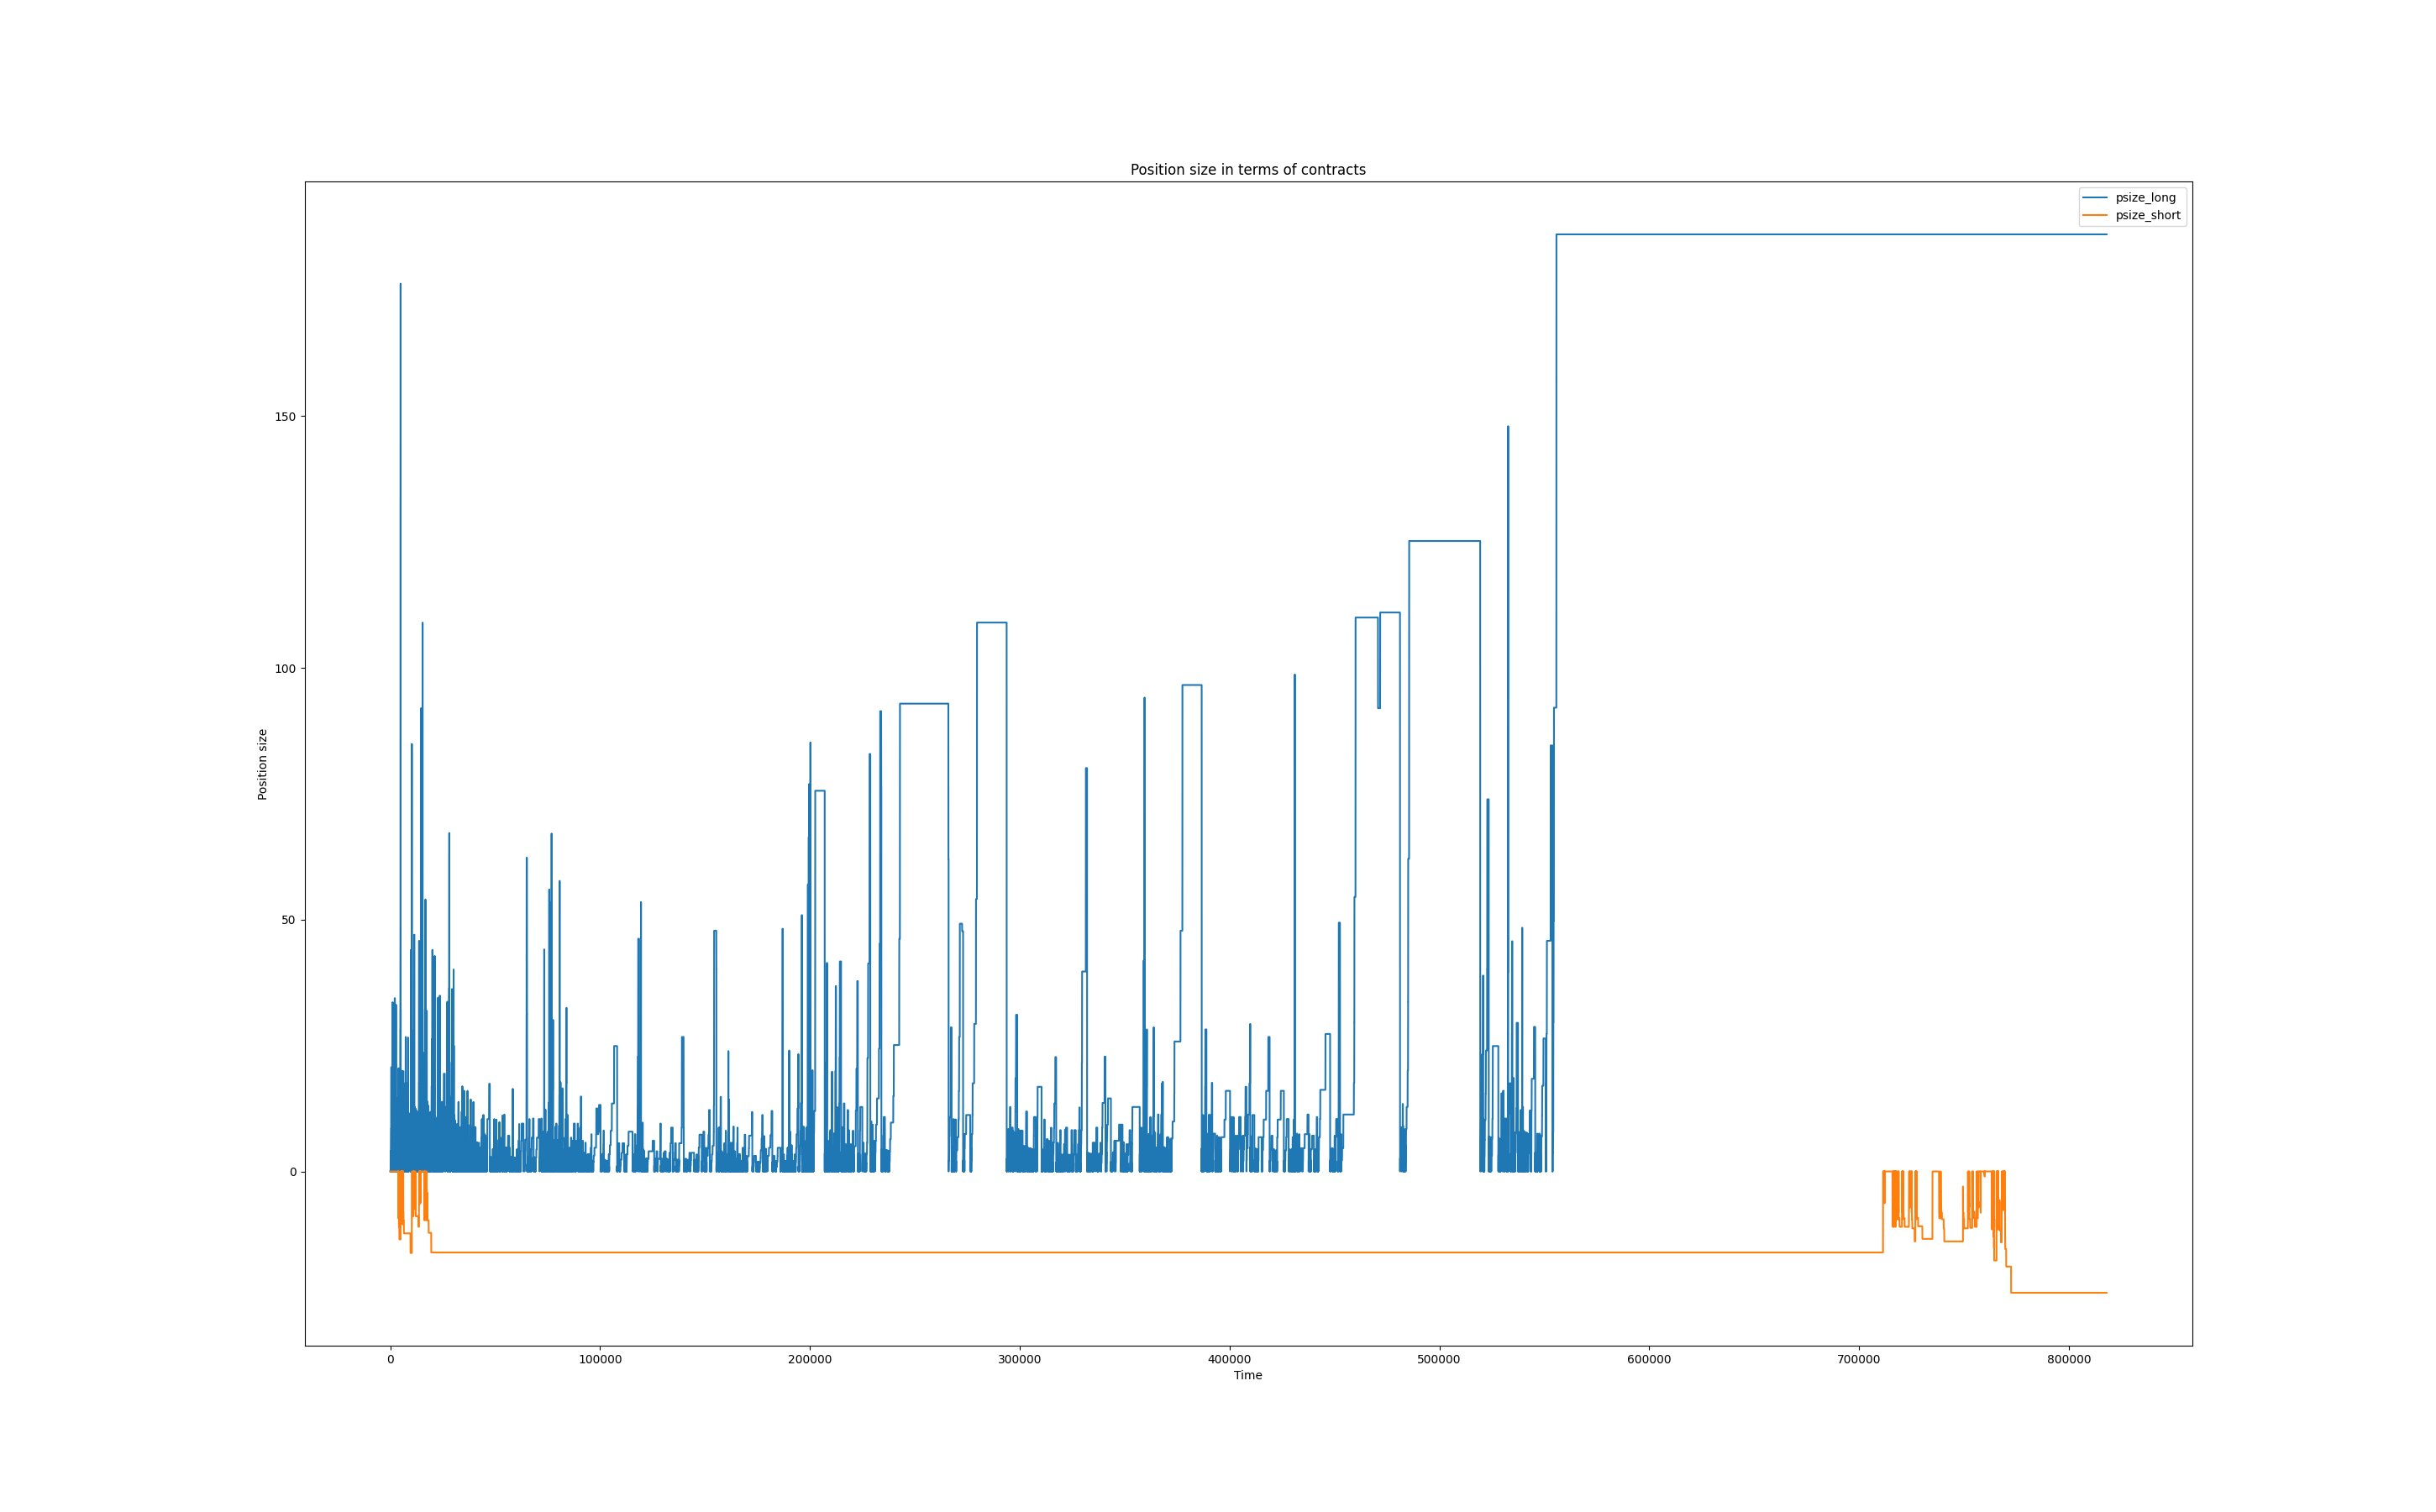 Position size in terms of contracts
psize_long
psize_short
150
100
50
0
Position size
0 100000 200000 300000 400000 500000 600000 700000 800000
Time